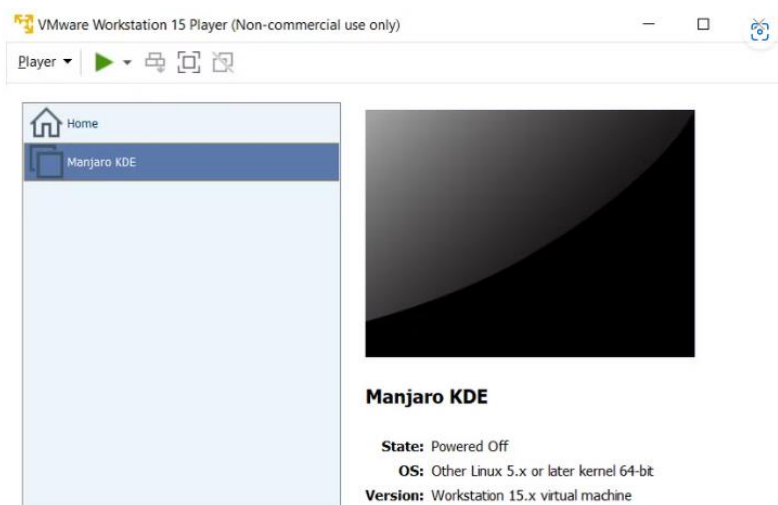 VMware Workstation 15 Player (Non-commercial use only)
Player
Home
Manjaro KDE
Manjaro KDE
State: Powered Off
OS: Other Linux 5.x or later kernel 64-bit
Version: Workstation 15.x virtual machine